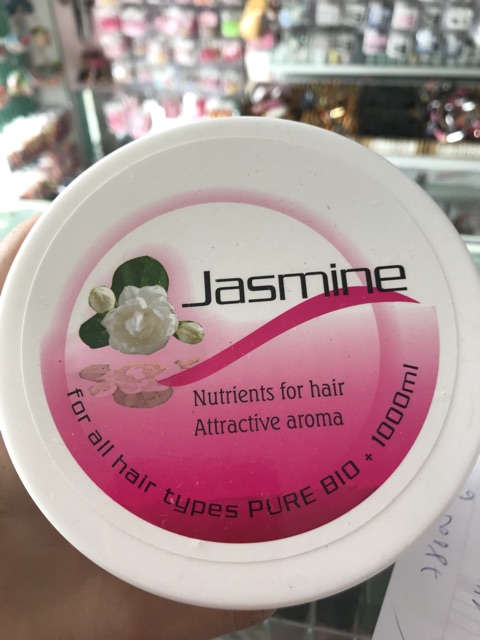 Jasmine
Nutrients for hair
Attractive aroma
for all hair types PURE BIO + 1000ml